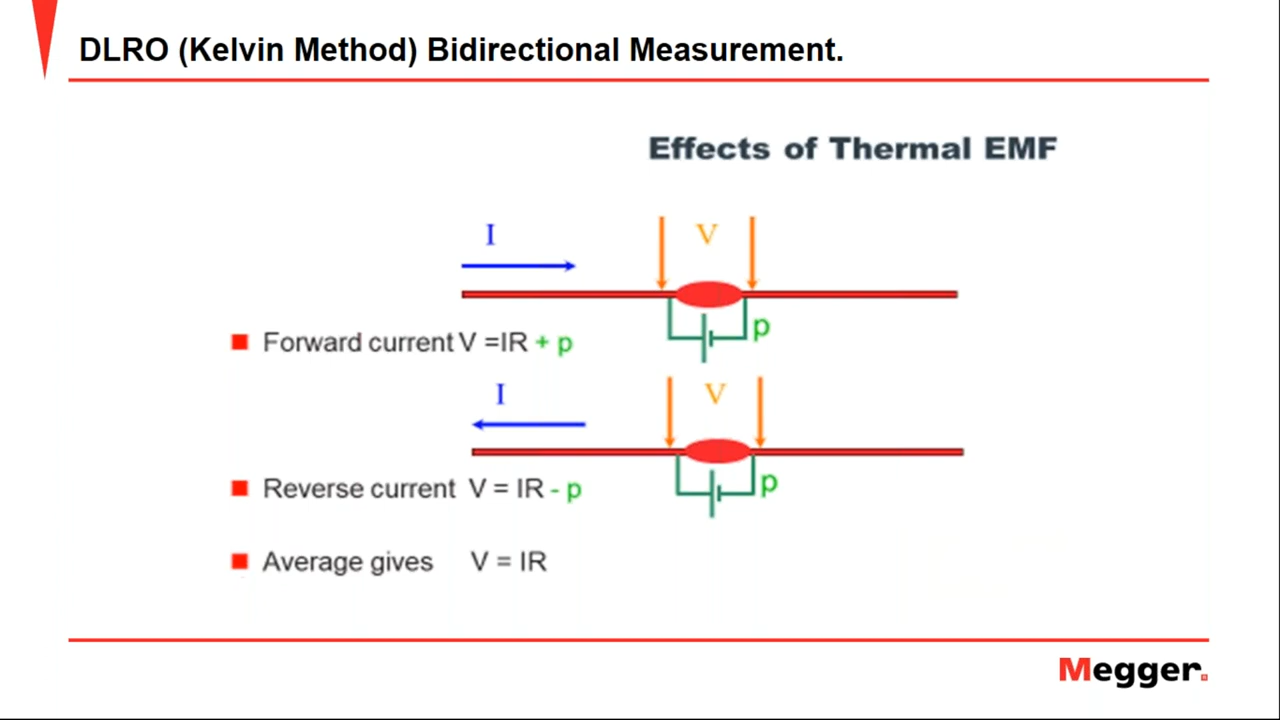 DLRO (Kelvin Method) Bidirectional Measurement.
Effects of Thermal EMF
I
V
p
Forward current V =IR + p
I
V
p
Reverse current V = IR - p
Average gives V = IR
Megger.